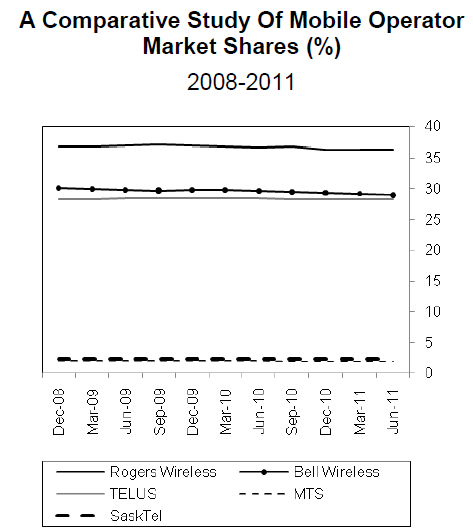 A Comparative Study Of Mobile Operator
Market Shares (%)
2008-2011
40
35
30
25
20
15
10
5
0
Dec-08
Mar-09
Jun-09
Sep-09
Dec-09
Mar-10
Jun-10
Sep-10
Dec-10
Mar-11
Jun-11
Rogers Wireless
Bell Wireless
TELUS
MTS
SaskTel